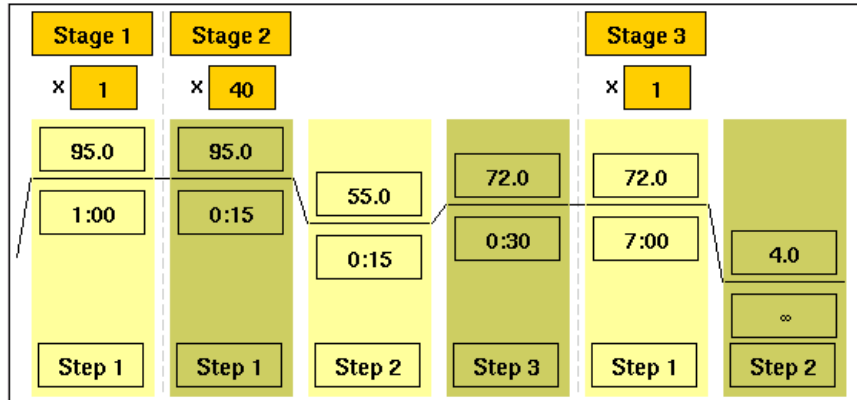 Stage 1 Stage 2 Stage 3
x 1 x 40 x 1
95.0 95.0 55.0 72.0 72.0 4.0
1:00 0:15 0:15 0:30 7:00 ∞
Step 1 Step 1 Step 2 Step 3 Step 1 Step 2